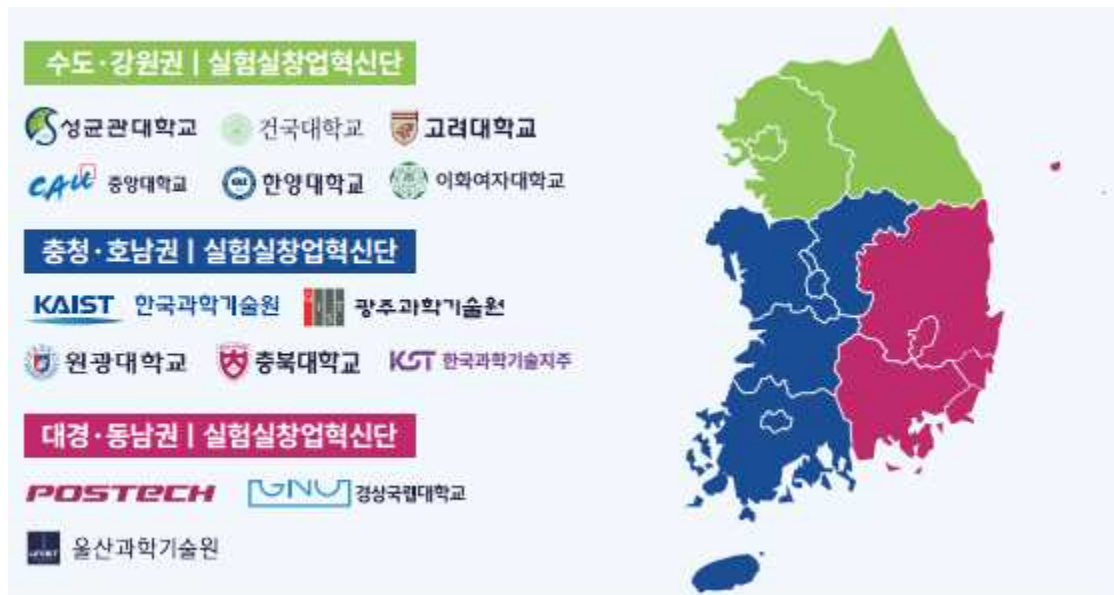 수도·강원권 | 실험실창업혁신단
성균관대학교 건국대학교 고려대학교
CAU 중앙대학교 한양대학교 이화여자대학교
충청·호남권 | 실험실창업혁신단
KAIST 한국과학기술원 광주과학기술원
원광대학교 충북대학교 KST 한국과학기술지주
대경·동남권 | 실험실창업혁신단
POSTECH GNU 경상국립대학교
울산과학기술원